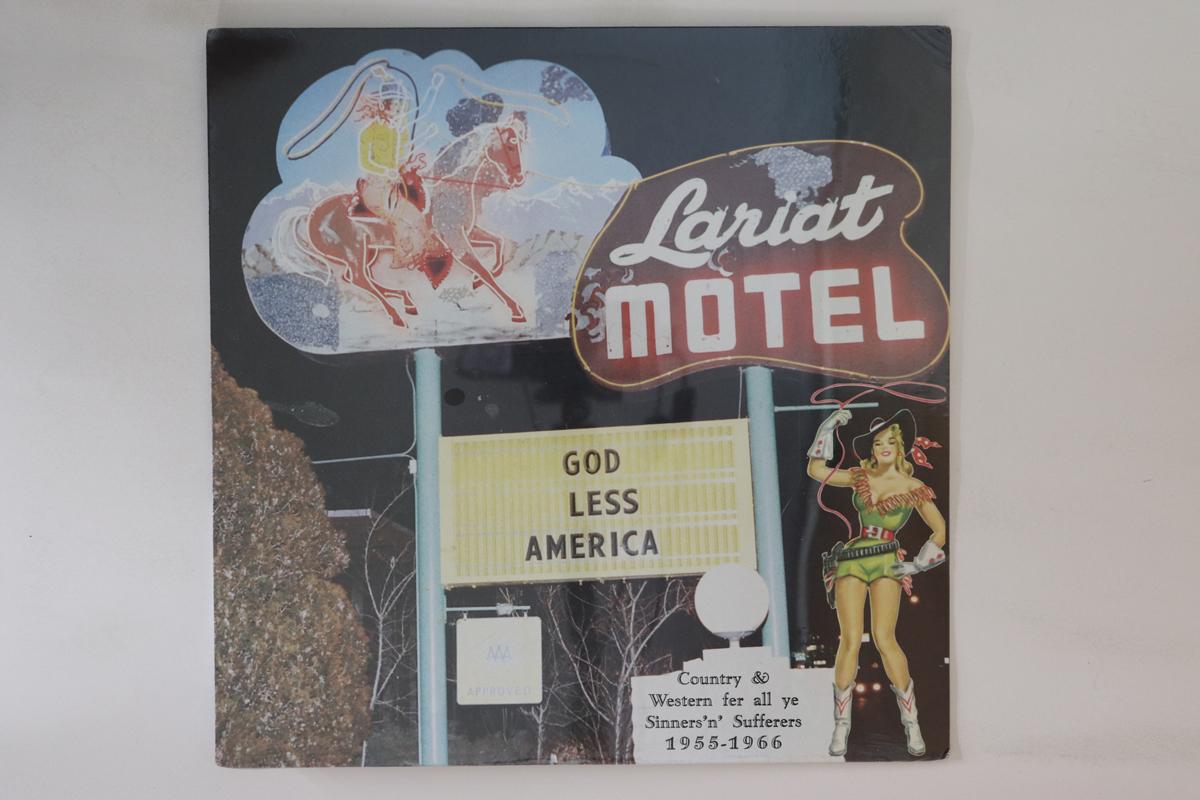 Lariat
MOTEL
GOD
LESS
AMERICA
AAA
APPROVED
Country &
Western fer all ye
Sinners'n' Sufferers
1955-1966